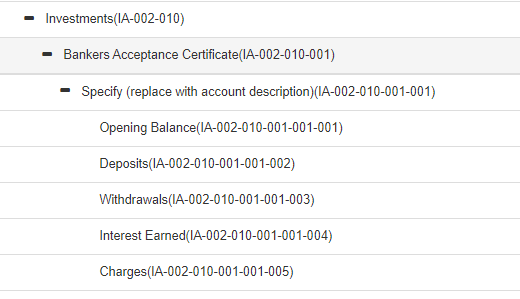 Investments(IA-002-010)
Bankers Acceptance Certificate(IA-002-010-001)
Specify (replace with account description)(IA-002-010-001-001)
Opening Balance(IA-002-010-001-001-001)
Deposits(IA-002-010-001-001-002)
Withdrawals(IA-002-010-001-001-003)
Interest Earned(IA-002-010-001-001-004)
Charges(IA-002-010-001-001-005)